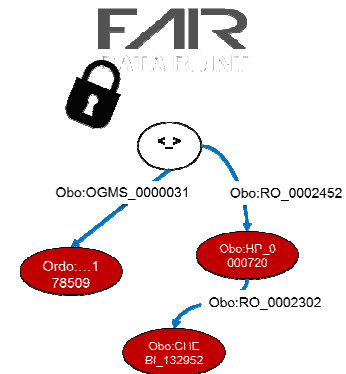 FAIR
DATA POINT
<_>
Obo:OGMS_0000031
Obo:RO_0002452
Ordo:...1
78509
Obo:HP_0
000720
Obo:RO_0002302
Obo:CHE
BI_132952